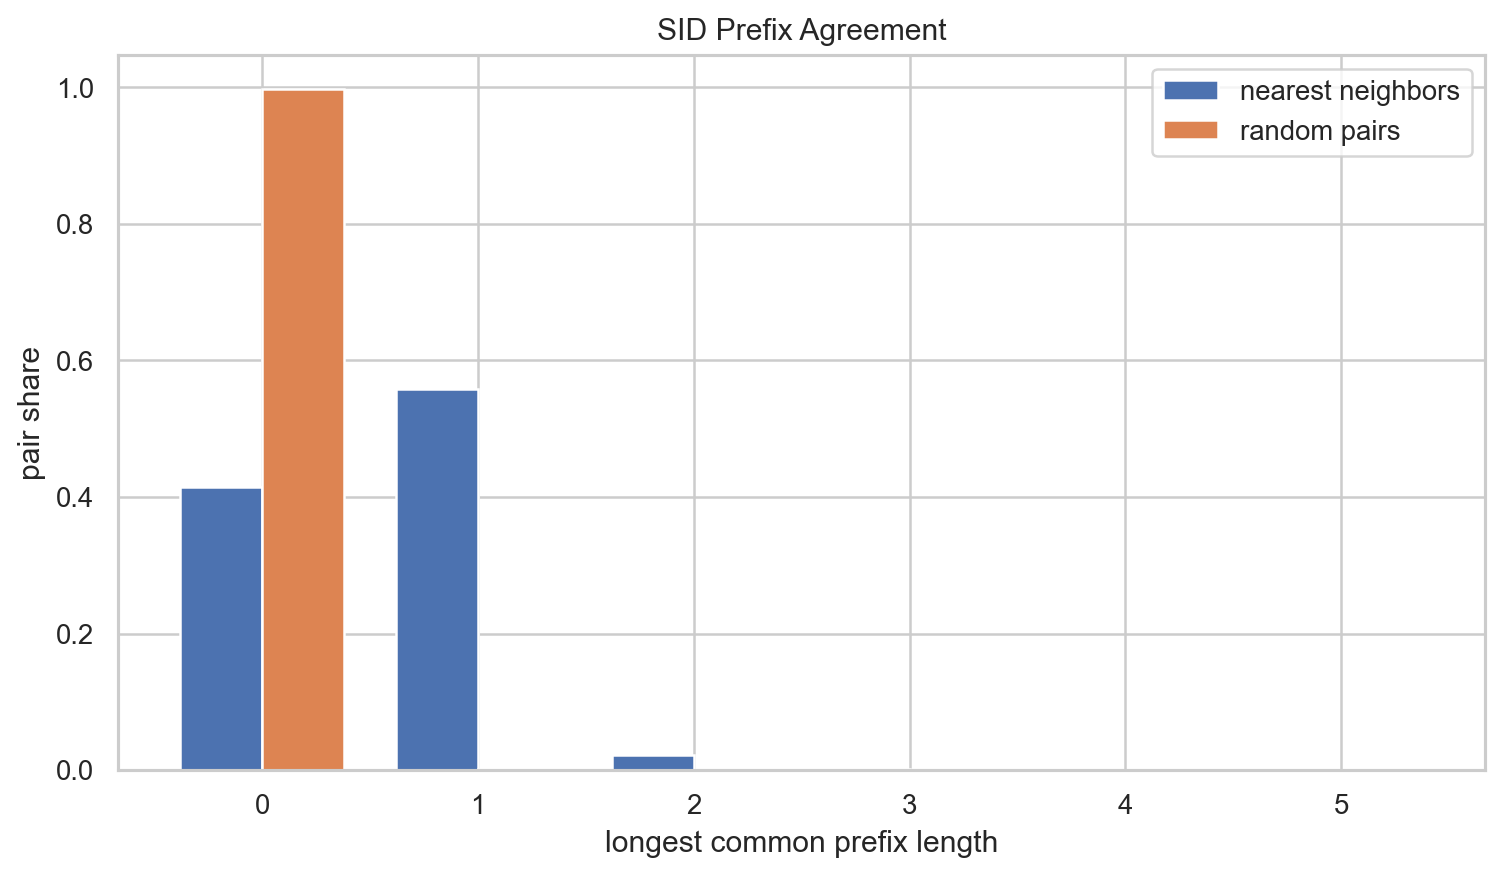 SID Prefix Agreement
nearest neighbors
random pairs
pair share
1.0
0.8
0.6
0.4
0.2
0.0
0 1 2 3 4 5
longest common prefix length